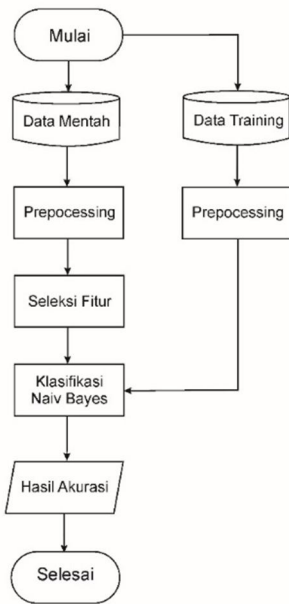 Mulai
Data Mentah
Data Training
Prepocessing
Prepocessing
Seleksi Fitur
Klasifikasi
Naiv Bayes
Hasil Akurasi
Selesai